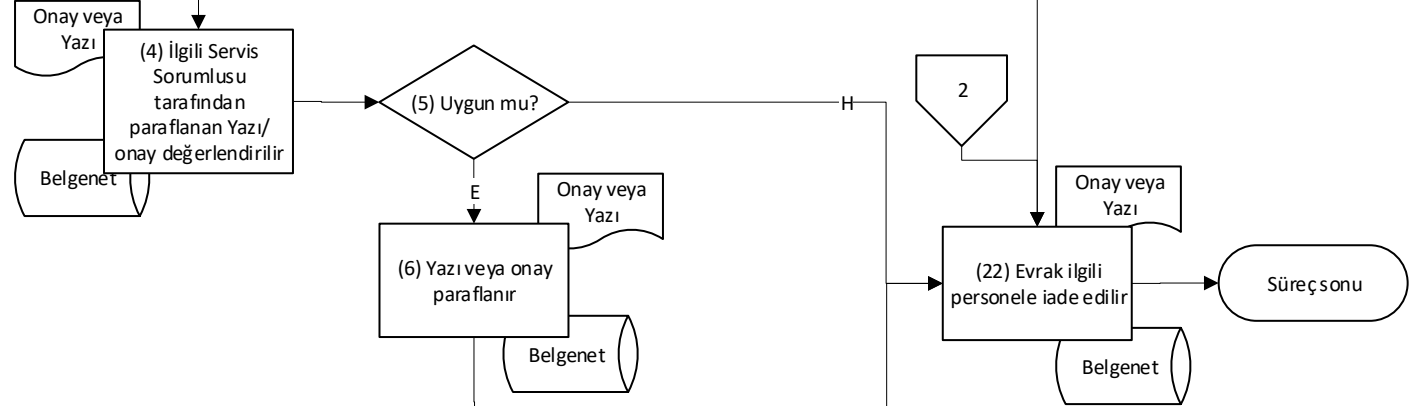 Onay veya
Yazı
(4) İlgili Servis
Sorumlusu
tarafından
paraflanan Yazı/
onay değerlendirilir
Belgenet
(5) Uygun mu?
H
E
2
Onay veya
Yazı
(6) Yazı veya onay
paraflanır
Belgenet
Onay veya
Yazı
(22) Evrak ilgili
personele iade edilir
Belgenet
Süreç sonu